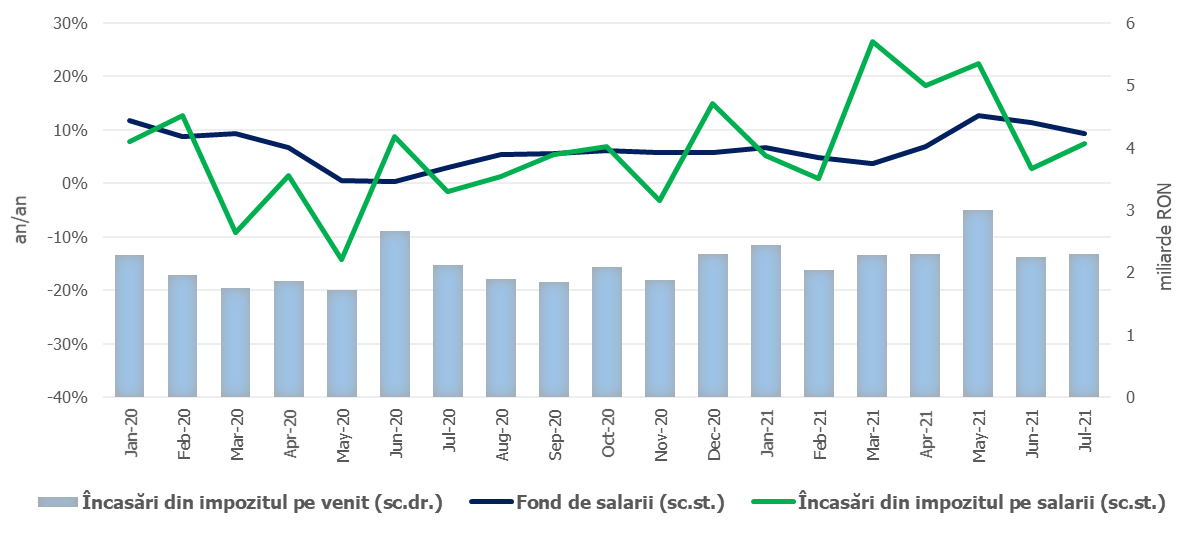 30%
20%
10%
0%
-10%
-20%
-30%
-40%
an/an
6
5
4
3
2
1
0
miliarde RON
Jan-20
Feb-20
Mar-20
Apr-20
May-20
Jun-20
Jul-20
Aug-20
Sep-20
Oct-20
Nov-20
Dec-20
Jan-21
Feb-21
Mar-21
Apr-21
May-21
Jun-21
Jul-21
Încasări din impozitul pe venit (sc.dr.) Fond de salarii (sc.st.) Încasări din impozitul pe salarii (sc.st.)